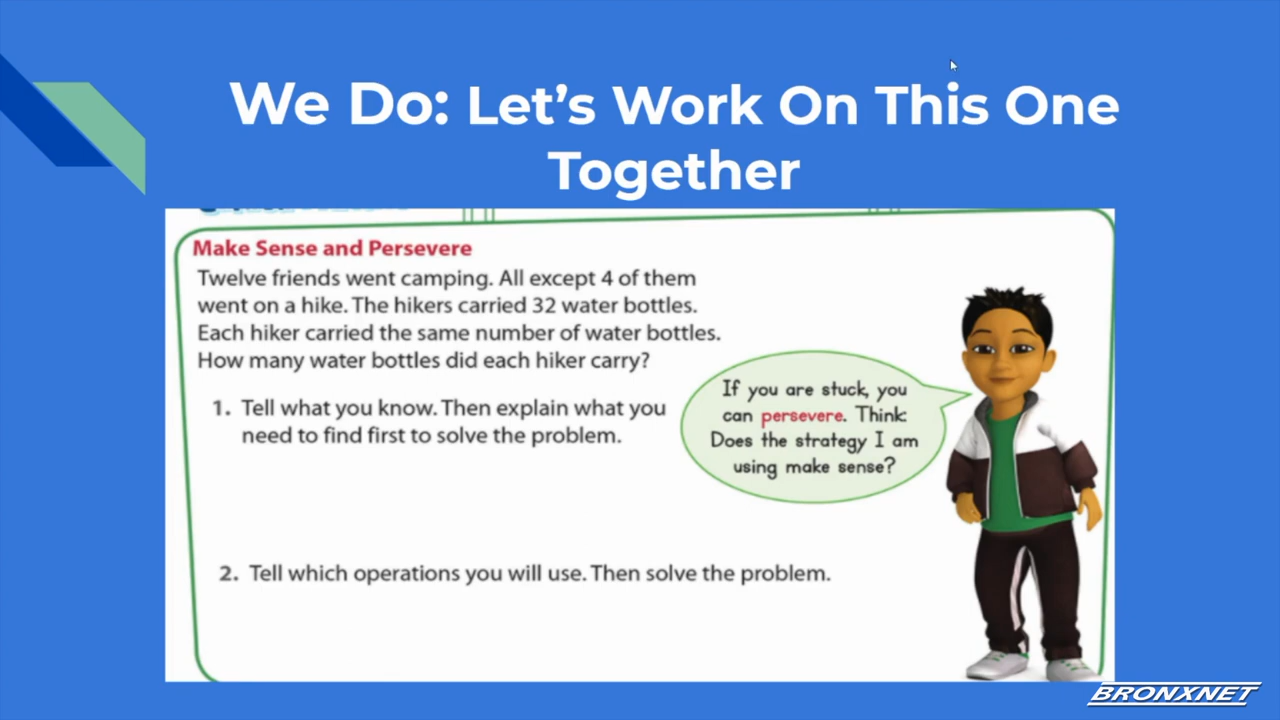 We Do: Let's Work On This One
Together
Make Sense and Persevere
Twelve friends went camping. All except 4 of them
went on a hike. The hikers carried 32 water bottles.
Each hiker carried the same number of water bottles.
How many water bottles did each hiker carry?
1. Tell what you know. Then explain what you
need to find first to solve the problem.
If you are stuck, you
can persevere. Think:
Does the strategy I am
using make sense?
2. Tell which operations you will use. Then solve the problem.
BRONXNET